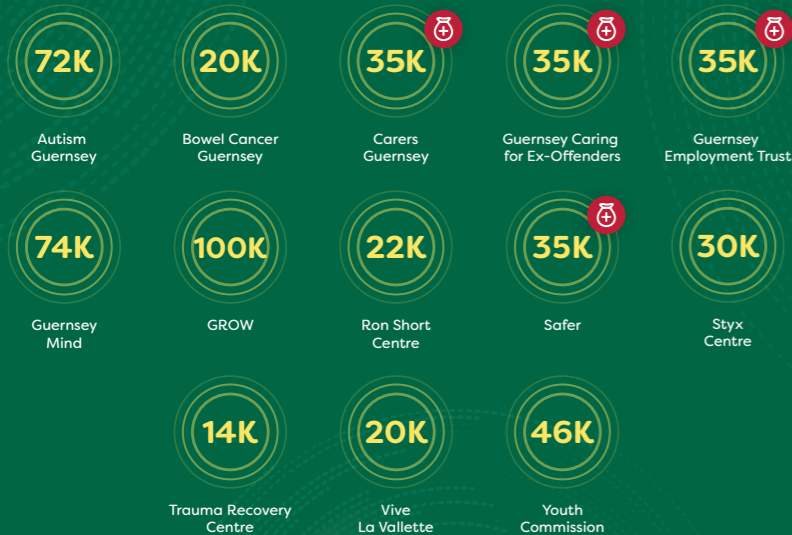 72K
20K
35K
35K
35K
Autism
Guernsey
Bowel Cancer
Guernsey
Carers
Guernsey
Guernsey Caring
for Ex-Offenders
Guernsey
Employment Trust
74K
100K
22K
35K
30K
Guernsey
Mind
GROW
Ron Short
Centre
Safer
Styx
Centre
14K
20K
46K
Trauma Recovery
Centre
Vive
La Vallette
Youth
Commission